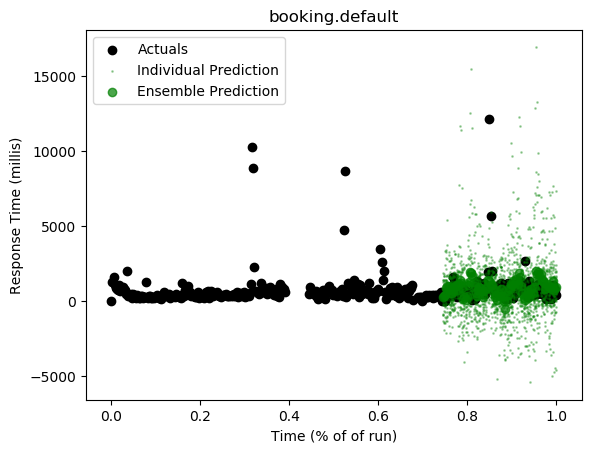 booking.default
Actuals
Individual Prediction
Ensemble Prediction
Response Time (millis)
15000
10000
5000
0
−5000
0.0 0.2 0.4 0.6 0.8 1.0
Time (% of of run)